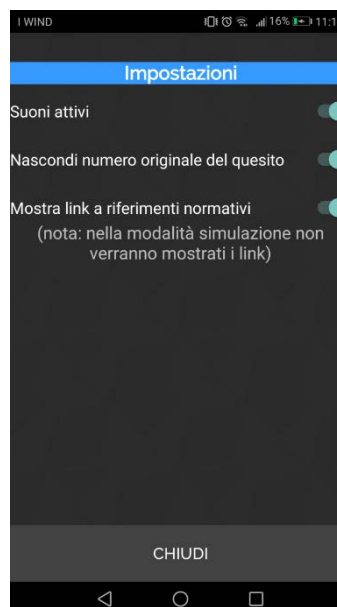 I WIND 16% 11:1
Impostazioni
Suoni attivi
Nascondi numero originale del quesito
Mostra link a riferimenti normativi
(nota: nella modalità simulazione non
verranno mostrati i link)
CHIUDI